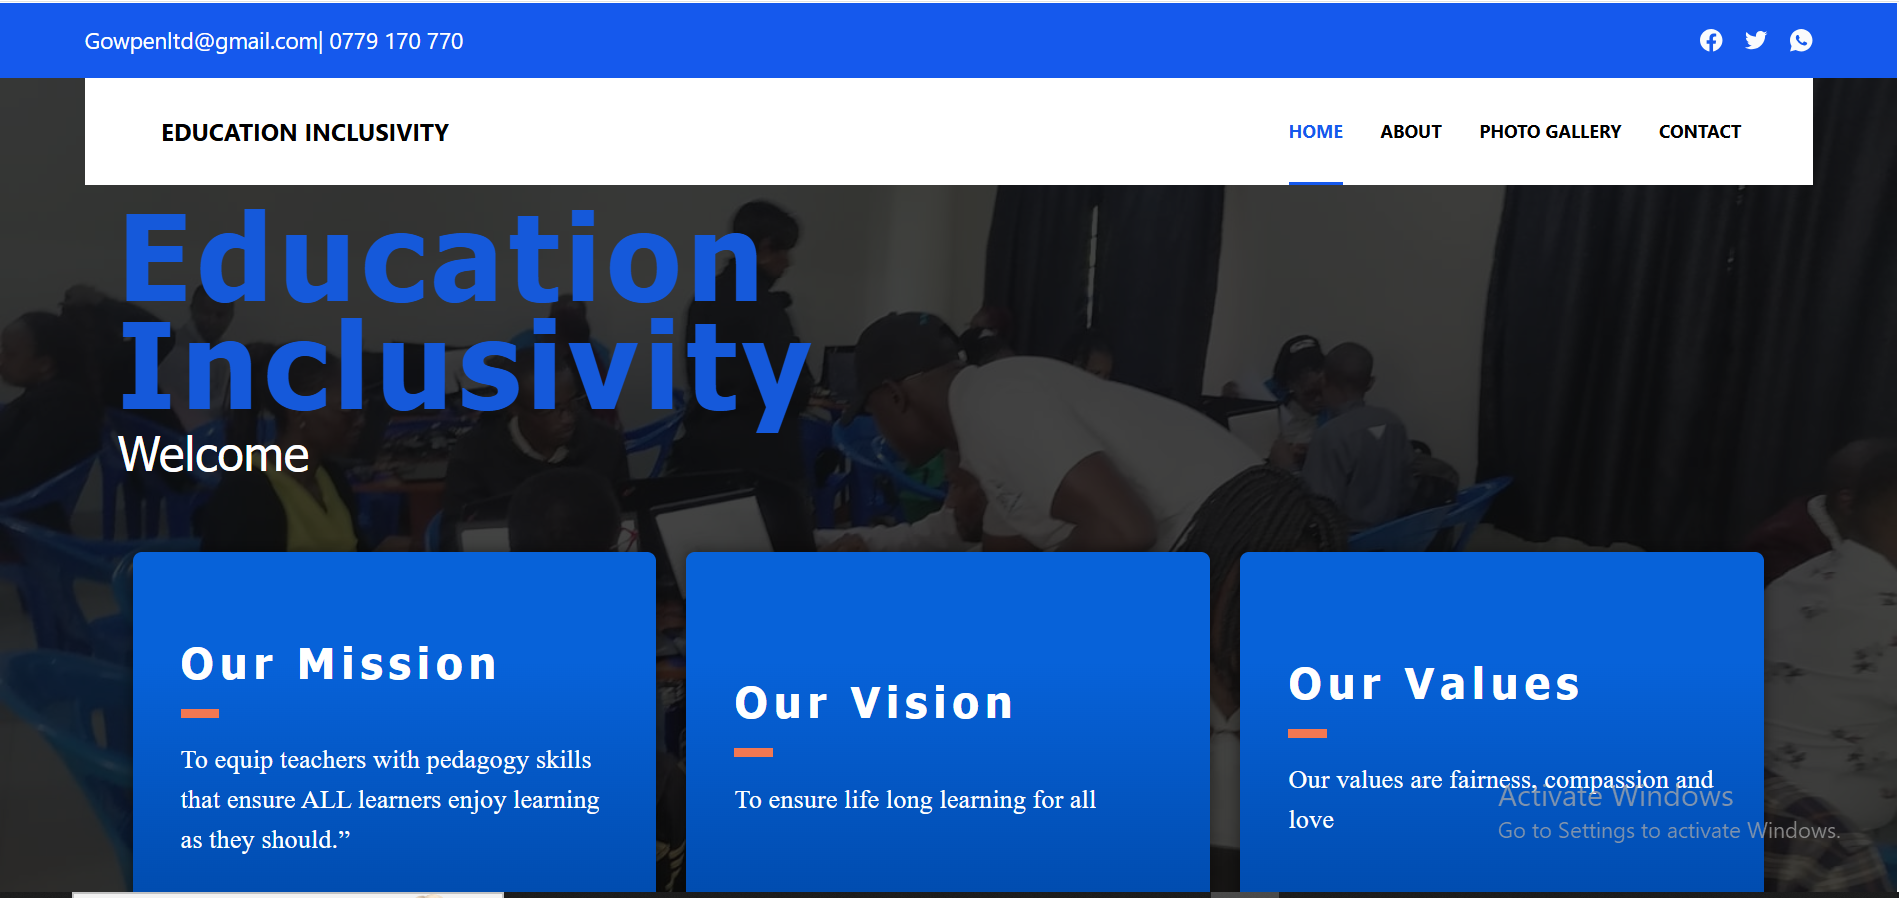 Gowpenltd@gmail.com| 0779 170 770
EDUCATION INCLUSIVITY
HOME ABOUT PHOTO GALLERY CONTACT
Education
Inclusivity
Welcome
Our Mission
To equip teachers with pedagogy skills
that ensure ALL learners enjoy learning
as they should.”
Our Vision
To ensure life long learning for all
Our Values
Our values are fairness, compassion and
love
Activate Windows
Go to Settings to activate Windows.